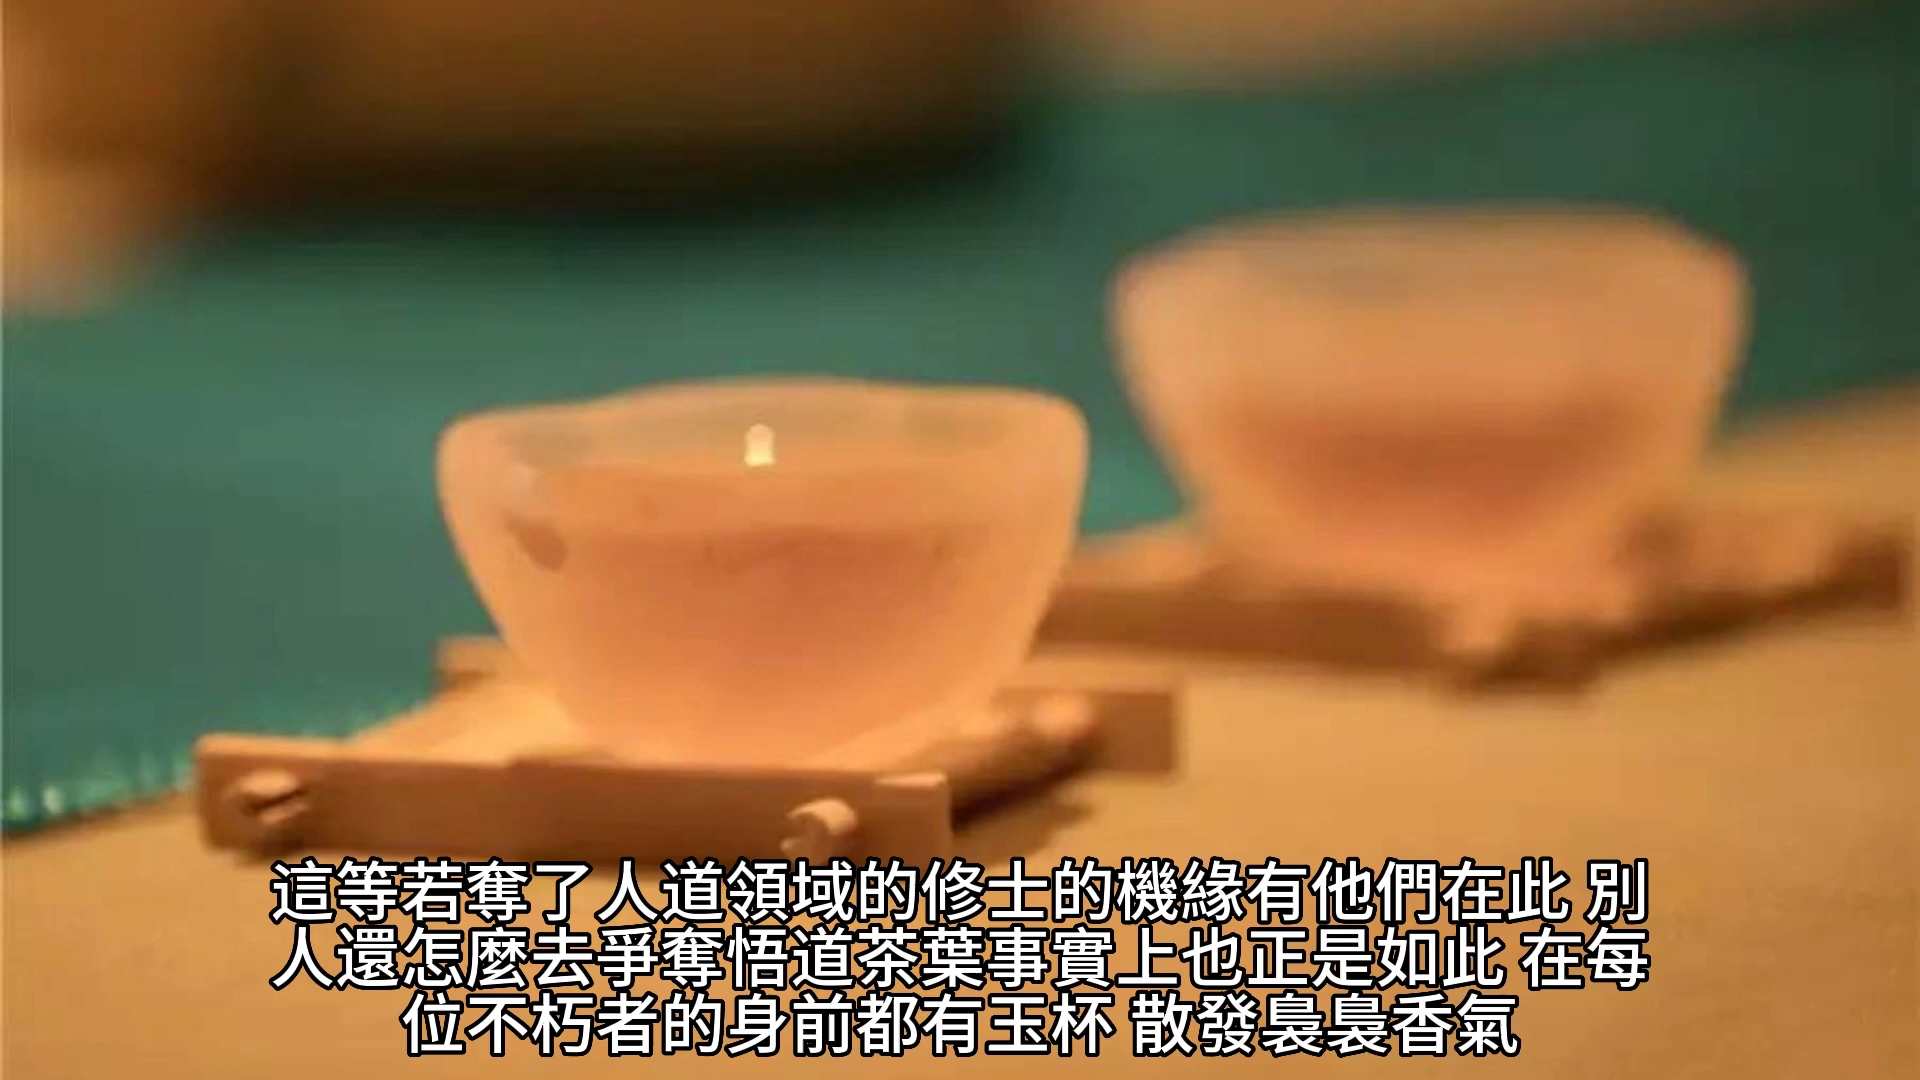 這等若奪了人道領域的修士的機緣有他們在此 別
人還怎麼去爭奪悟道茶葉事實上也正是如此 在每
位不朽者的身前都有玉杯 散發裊裊香氣